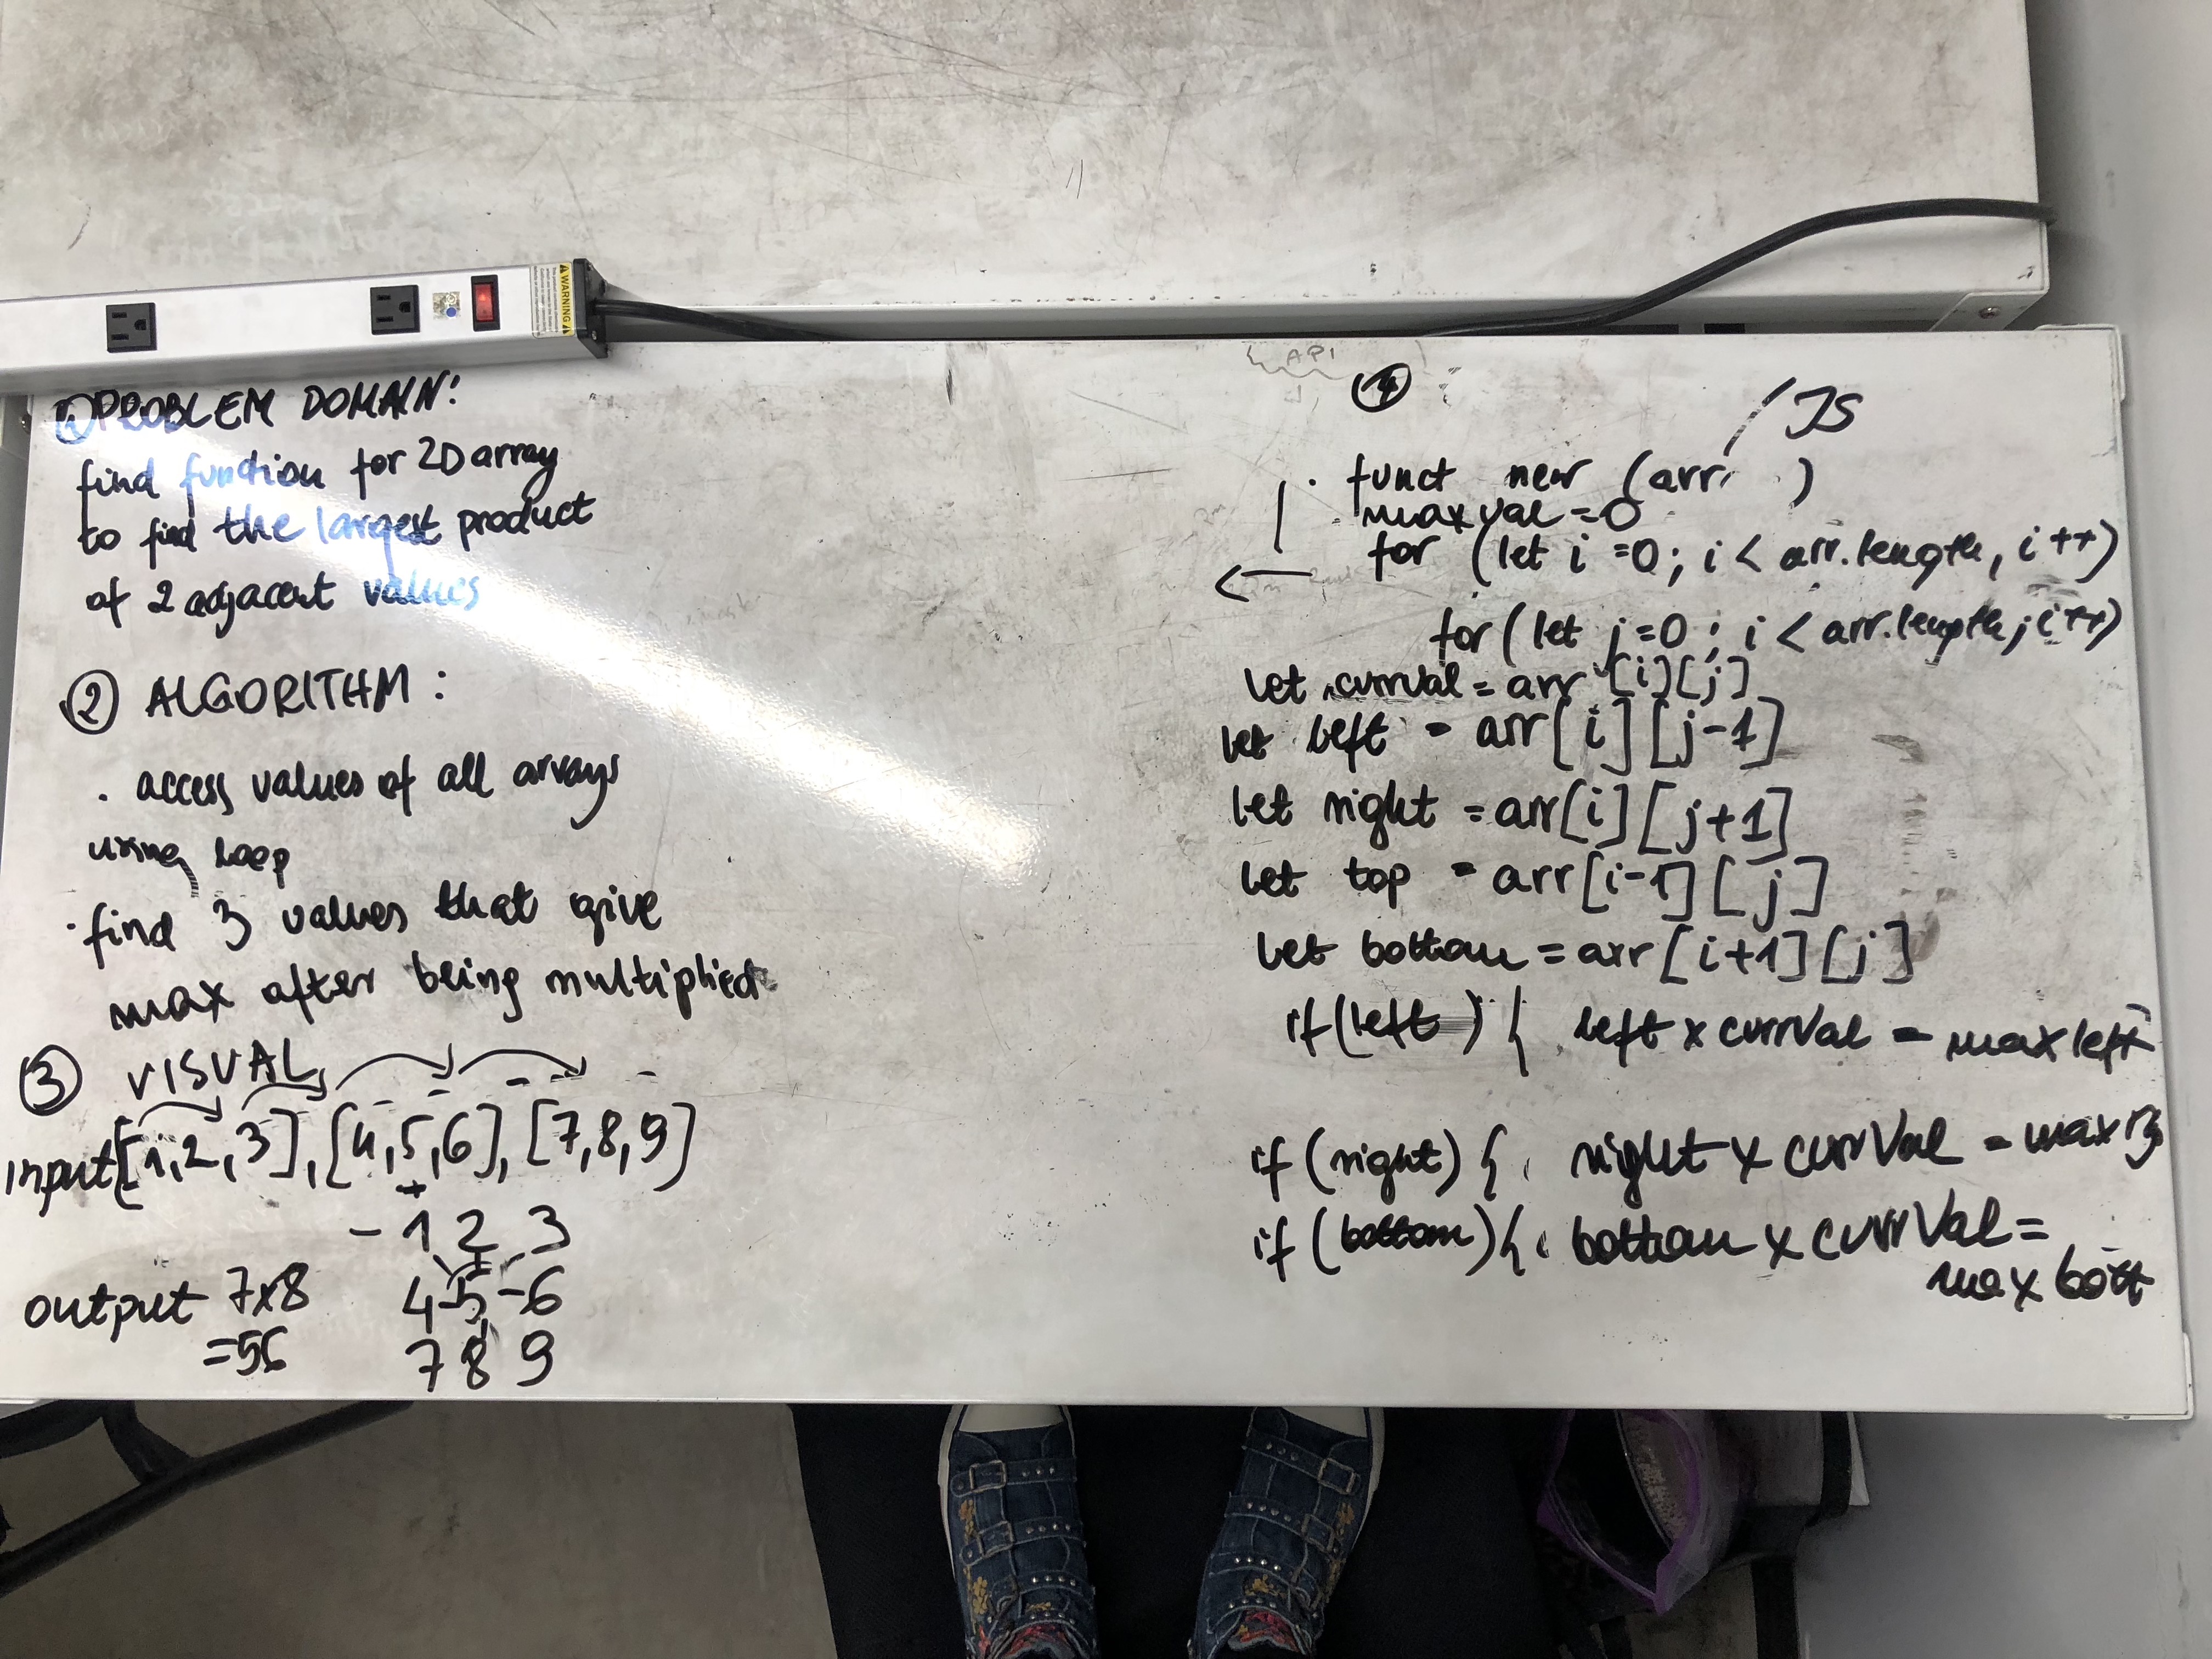 ① PROBLEM DOMAIN:
find function for 2D array
to find the largest product
of 2 adjacent values
② ALGORITHM :
. access values of all arrays
using loop
. find 3 values that give
max after being multiplied
③ VISUAL
input [1,2,3], [4,5,6], [7,8,9]
- 1 2 3
4 5 - 6
7 8 9
output 7x8
=56
WARNING
API
④
/ JS
. funct new (arr )
max val = 0
for (let i =0; i < arr.length, i ++)
for ( let j=0 ; i < arr.length; i++)
let currVal = arr [i][j]
let left = arr [i] [j-1]
let right = arr[i] [j+1]
let top = arr[i-1] [j]
let bottom = arr [i+1] [j]
if (left ) { left x currVal = max left
if (right) { right x currVal = max ri
if (bottom) { bottom x currVal =
max bott